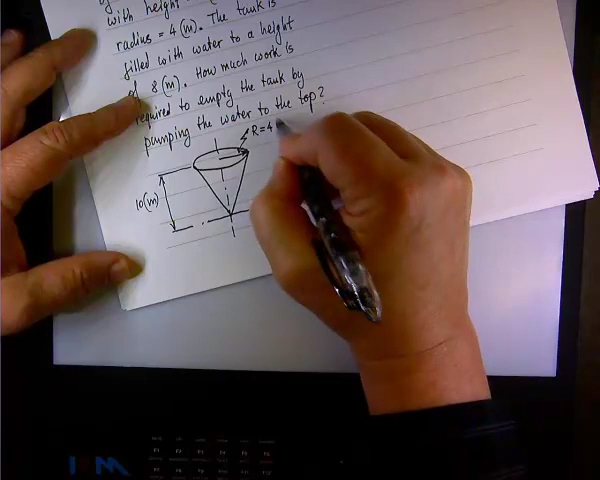 with height
radius = 4 (m). The tank is
filled with water to a height
of 8 (m). How much work is
required to empty the tank by
pumping the water to the top?
R=4
10(m)